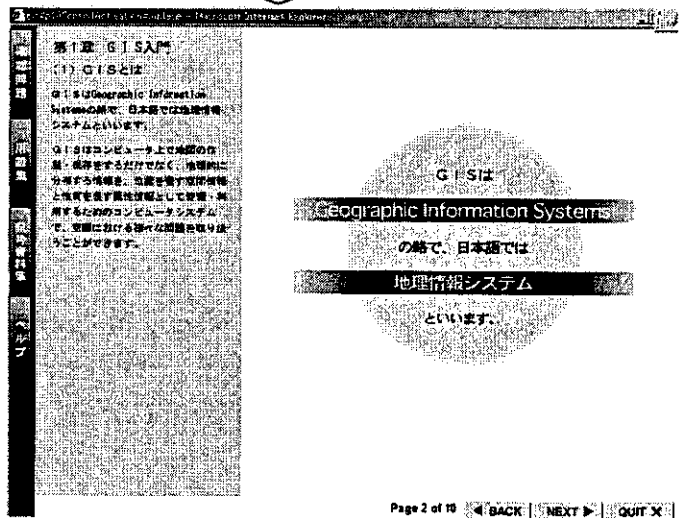 Microsoft Internet Explorer
用語集
ヘルプ
第1章 GIS入門
(1) GISとは
GISはGeographic Information
Systemsの略で、日本語では地理情報
システムといいます。
GISはコンピュータ上で地図の作
成・保存をするだけでなく、地理的に
分布する情報を、位置を表す空間情報
と性質を表す属性情報として管理・利
用するためのコンピュータシステム
で、空間における様々な問題を取り扱
うことができます。
GISは
Geographic Information Systems
の略で、日本語では
地理情報システム
といいます。
Page 2 of 10 ◀ BACK NEXT ▶ QUIT X